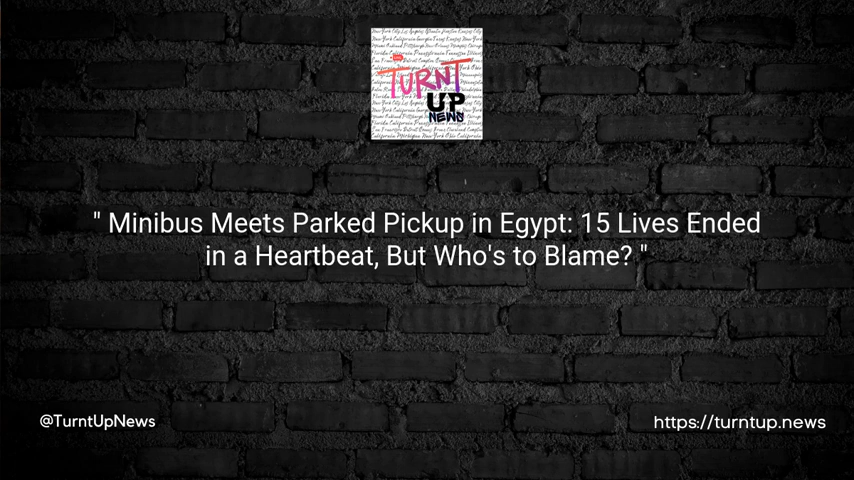 TURNT
UP
NEWS
" Minibus Meets Parked Pickup in Egypt: 15 Lives Ended
in a Heartbeat, But Who's to Blame? "
@TurntUpNews
https://turntup.news